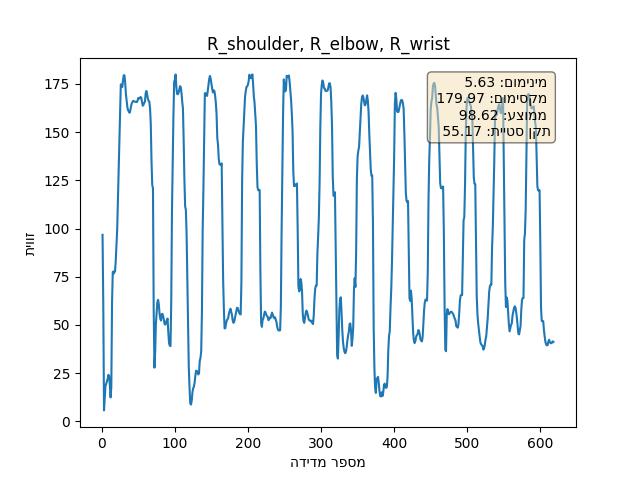 R_shoulder, R_elbow, R_wrist
מינימום: 5.63
מקסימום: 179.97
ממוצע: 98.62
תקן סטיית: 55.17
175
150
125
100
75
50
25
0
זווית
0 100 200 300 400 500 600
מספר מדידה